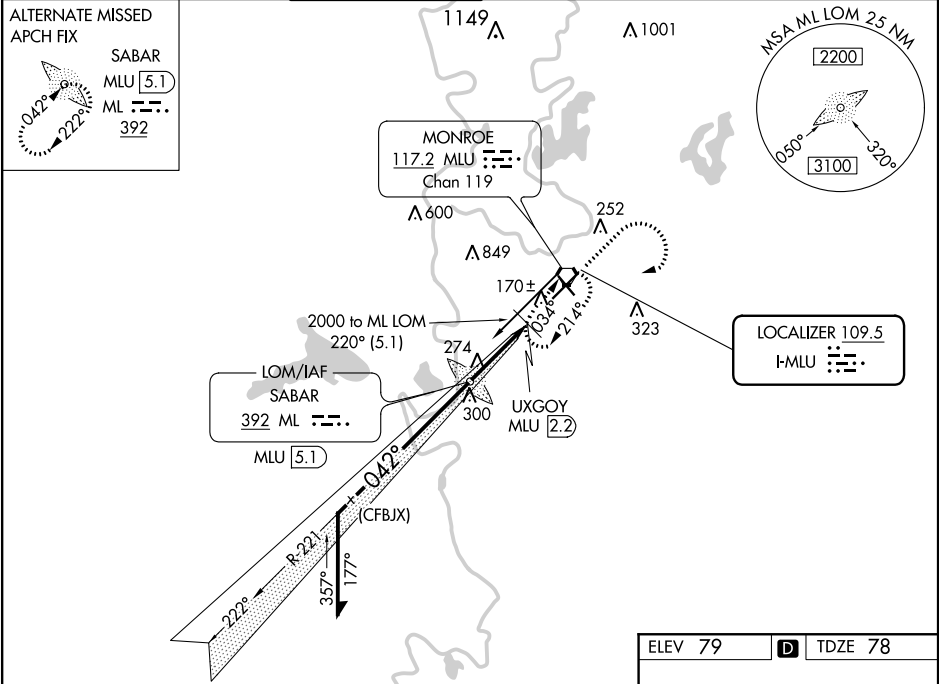 ALTERNATE MISSED
APCH FIX
SABAR
MLU 5.1
ML
392
042°
222°
1149
1001
MSA ML LOM 25 NM
2200
050°
320°
3100
MONROE
117.2 MLU
Chan 119
600
849
252
170±
034°
214°
323
2000 to ML LOM
220° (5.1)
274
LOCALIZER 109.5
I-MLU
LOM/IAF
SABAR
392 ML
MLU 5.1
300
UXGOY
MLU 2.2
042°
(CFBJX)
R-221
222°
357°
177°
ELEV 79 D TDZE 78